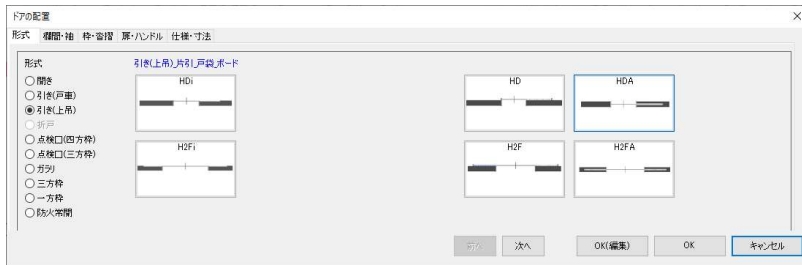 ドアの配置
形式 欄間・袖 枠・沓摺 扉・ハンドル 仕様・寸法
形式
引き(上吊)_片引_戸袋_ボード
開き
引き(戸車)
引き(上吊)
折戸
点検口(四方枠)
点検口(三方枠)
ガラリ
三方枠
一方枠
防火常開
HDi
HD
HDA
H2Fi
H2F
H2FA
前へ 次へ OK(編集) OK キャンセル